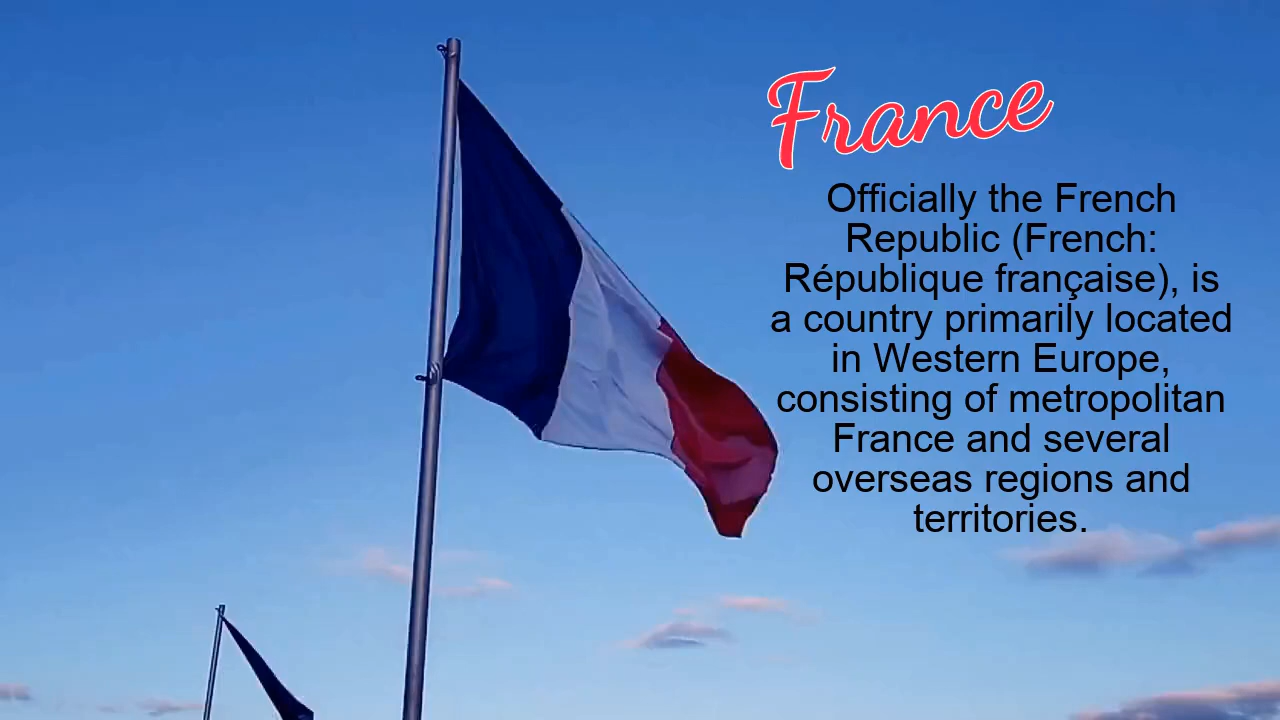 France
Officially the French
Republic (French:
République française), is
a country primarily located
in Western Europe,
consisting of metropolitan
France and several
overseas regions and
territories.